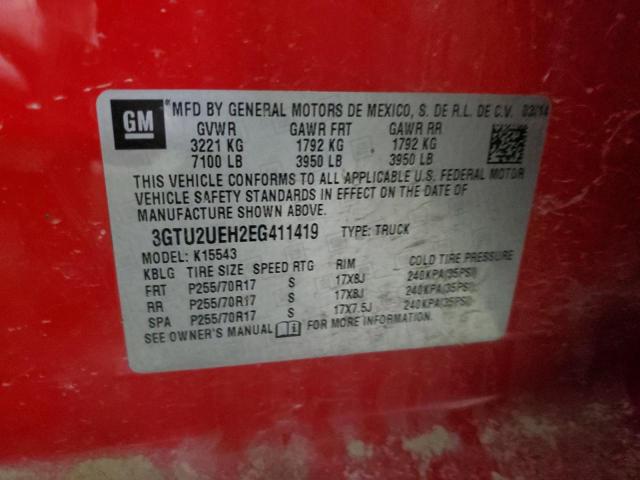 GM
*MFD BY GENERAL MOTORS DE MEXICO, S. DE R.L. DE C.V. 03/14
GVWR GAWR FRT GAWR RR
3221 KG 1792 KG 1792 KG
7100 LB 3950 LB 3950 LB
THIS VEHICLE CONFORMS TO ALL APPLICABLE U.S. FEDERAL MOTOR
VEHICLE SAFETY STANDARDS IN EFFECT ON THE DATE OF
MANUFACTURE SHOWN ABOVE.
3GTU2UEH2EG411419 TYPE: TRUCK
MODEL: K15543
KBLG TIRE SIZE SPEED RTG RIM COLD TIRE PRESSURE
FRT P255/70R17 S 17X8J 240KPA(35PSI)
RR P255/70R17 S 17X8J 240KPA(35PSI)
SPA P255/70R17 S 17X7.5J 240KPA(35PSI)
SEE OWNER'S MANUAL FOR MORE INFORMATION.